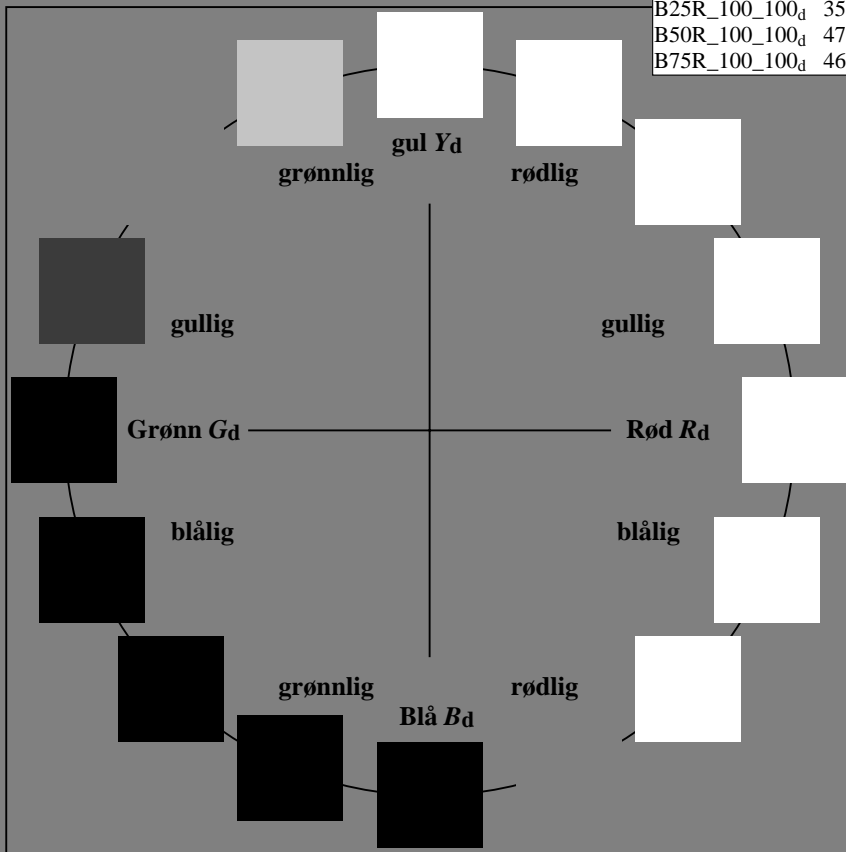 B25R_100_100d 35
B50R_100_100d 47
B75R_100_100d 46
gul Yd
grønnlig rødlig
gullig gullig
Grønn Gd Rød Rd
blålig blålig
grønnlig rødlig
Blå Bd